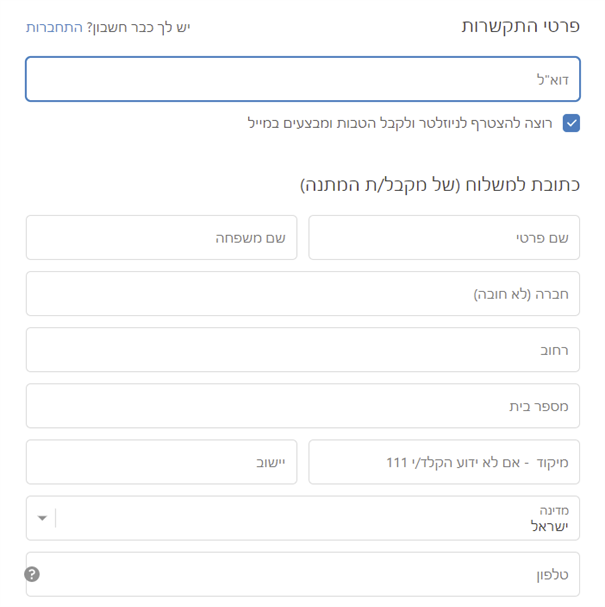 פרטי התקשרות
יש לך כבר חשבון? התחברות
דוא"ל
רוצה להצטרף לניוזלטר ולקבל הטבות ומבצעים במייל
כתובת למשלוח (של מקבל/ת המתנה)
שם פרטי
שם משפחה
חברה (לא חובה)
רחוב
מספר בית
מיקוד - אם לא ידוע הקלד/י 111
יישוב
מדינה
ישראל
טלפון
?